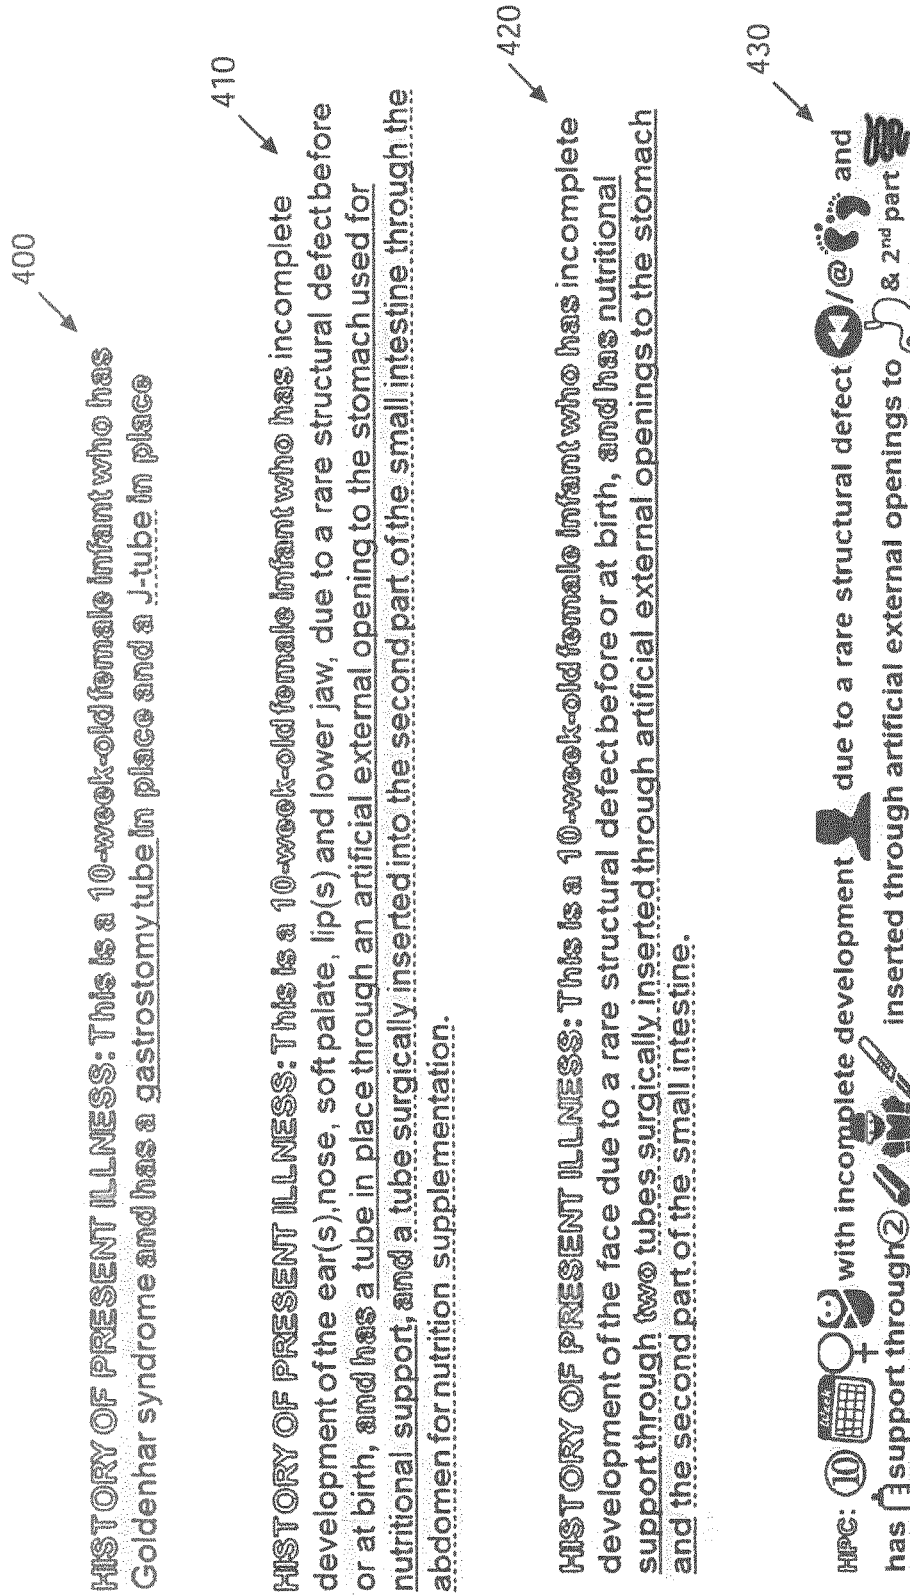 400
HISTORY OF PRESENT ILLNESS: This is a 10-week-old female infant who has
Goldenhar syndrome and has a gastrostomy tube in place and a J-tube in place
410
HISTORY OF PRESENT ILLNESS: This is a 10-week-old female infant who has incomplete
development of the ear(s), nose, soft palate, lip(s) and lower jaw, due to a rare structural defect before
or at birth, and has a tube in place through an artificial external opening to the stomach used for
nutritional support, and a tube surgically inserted into the second part of the small intestine through the
abdomen for nutrition supplementation.
420
HISTORY OF PRESENT ILLNESS: This is a 10-week-old female infant who has incomplete
development of the face due to a rare structural defect before or at birth, and has nutritional
support through two tubes surgically inserted through artificial external openings to the stomach
and the second part of the small intestine.
430
HPC: 10 with incomplete development due to a rare structural defect /@ and
has support through 2 inserted through artificial external openings to & 2nd part